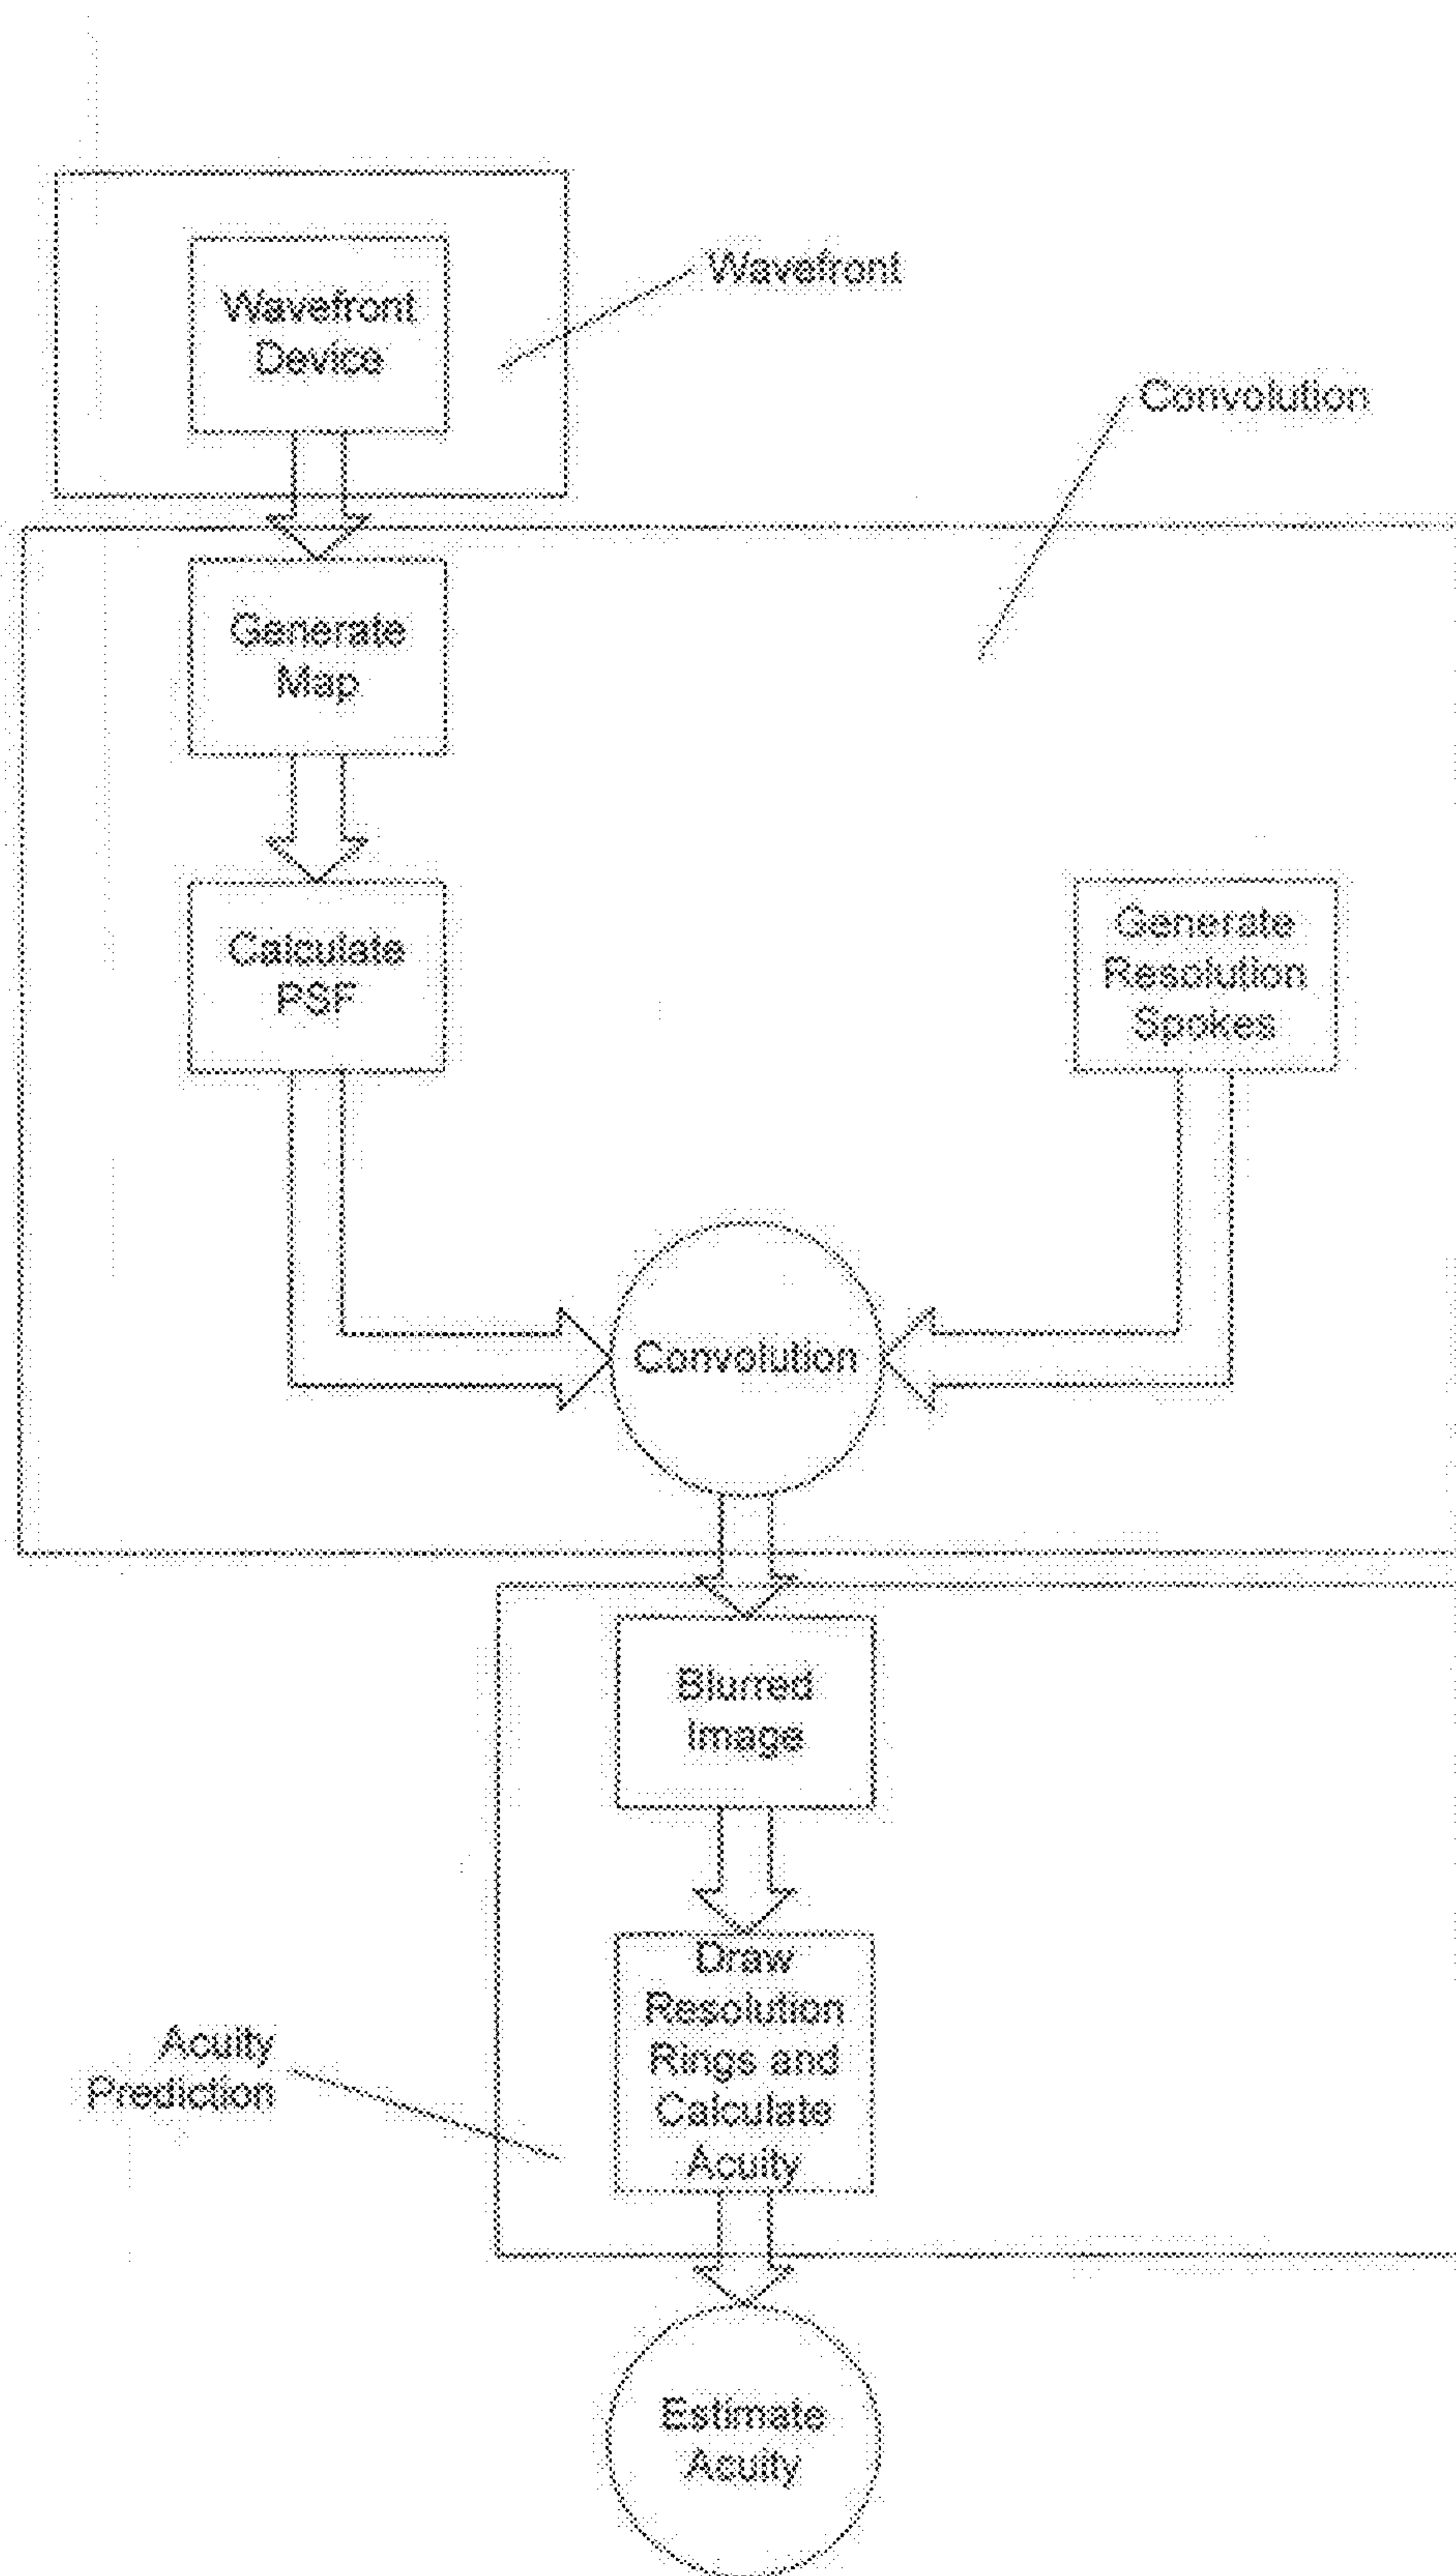 Wavefront
Device
Wavefront
Convolution
Generate
Map
Calculate
PSF
Generate
Resolution
Spokes
Convolution
Blurred
Image
Draw
Resolution
Rings and
Calculate
Acuity
Acuity
Prediction
Estimate
Acuity